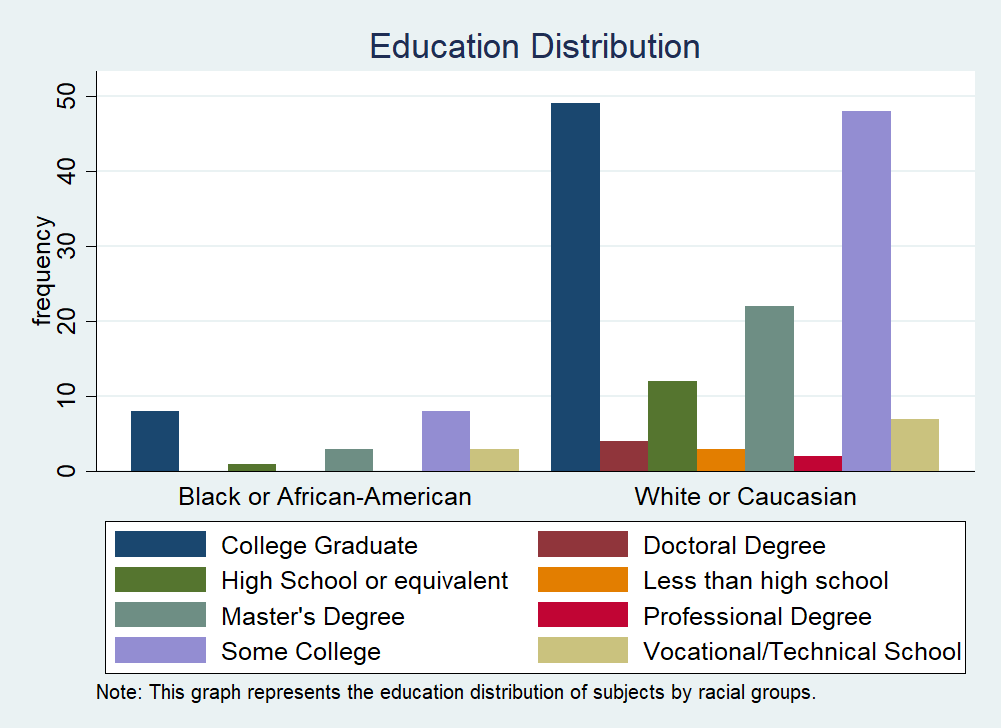 Education Distribution
frequency
50
40
30
20
10
0
Black or African-American
White or Caucasian
College Graduate
Doctoral Degree
High School or equivalent
Less than high school
Master's Degree
Professional Degree
Some College
Vocational/Technical School
Note: This graph represents the education distribution of subjects by racial groups.